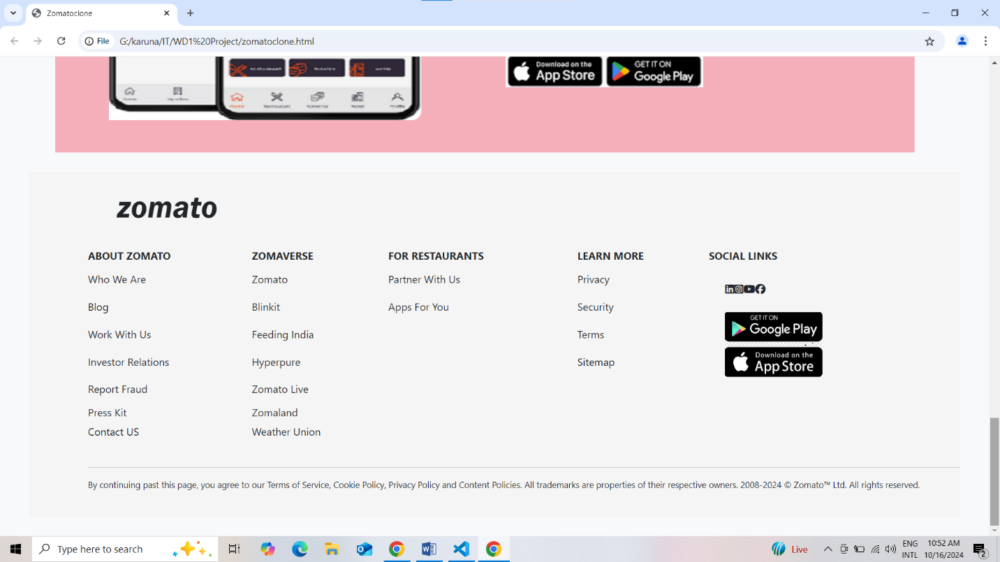 Zomatoclone
File G:/karuna/IT/WD1%20Project/zomatoclone.html
Download on the GET IT ON
App Store Google Play
zomato
ABOUT ZOMATO ZOMAVERSE FOR RESTAURANTS LEARN MORE SOCIAL LINKS
Who We Are Zomato Partner With Us Privacy
Blog Blinkit Apps For You Security
GET IT ON
Google Play
Work With Us Feeding India Terms
Investor Relations Hyperpure Sitemap
Download on the
App Store
Report Fraud Zomato Live
Press Kit Zomaland
Contact US Weather Union
By continuing past this page, you agree to our Terms of Service, Cookie Policy, Privacy Policy and Content Policies. All trademarks are properties of their respective owners. 2008-2024 © Zomato™ Ltd. All rights reserved.
Type here to search Live ENG 10:52 AM
INTL 10/16/2024 2